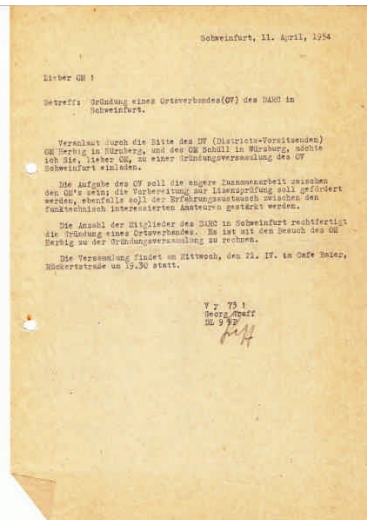 Schweinfurt, 11. April, 1954
Lieber OM !
Betreff: Gründung eines Ortsverbandes(OV) des DARC in
Schweinfurt.
Veranlaßt durch die Bitte des DV (Districts-Vorsitzenden)
OM Herbig in Nürnberg, und des OM Schüll in Würzburg, möchte
ich Sie, lieber OM, zu einer Gründungsversammlung des OV
Schweinfurt einladen.
Die Aufgabe des OV soll die engere Zusammenarbeit zwischen
den OM's sein; die Vorbereitung zur Lizensprüfung soll gefördert
werden, ebenfalls soll der Erfahrungsaustausch zwischen den
funktechnisch interessierten Amateuren gestärkt werden.
Die Anzahl der Mitglieder des DARC in Schweinfurt rechtfertigt
die Gründung eines Ortsverbandes. Es ist mit dem Besuch des OM
Herbig zu der Gründungsversammlung zu rechnen.
Die Versammlung findet am Mittwoch, den 21. IV. im Cafe Baier,
Rückertstraße um 19.30 statt.
V y 73 !
Georg
DL 9